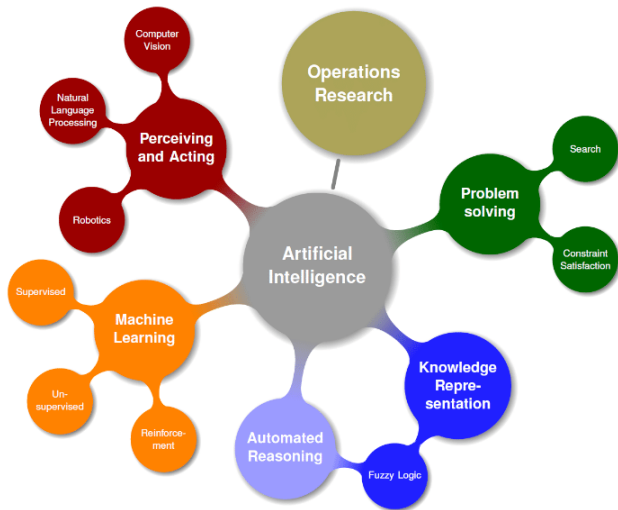 Computer
Vision
Operations
Research
Natural
Language
Processing
Perceiving
and Acting
Search
Problem
solving
Robotics
Constraint
Satisfaction
Artificial
Intelligence
Supervised
Machine
Learning
Knowledge
Repre-
sentation
Un-
supervised
Reinforce-
ment
Automated
Reasoning
Fuzzy Logic